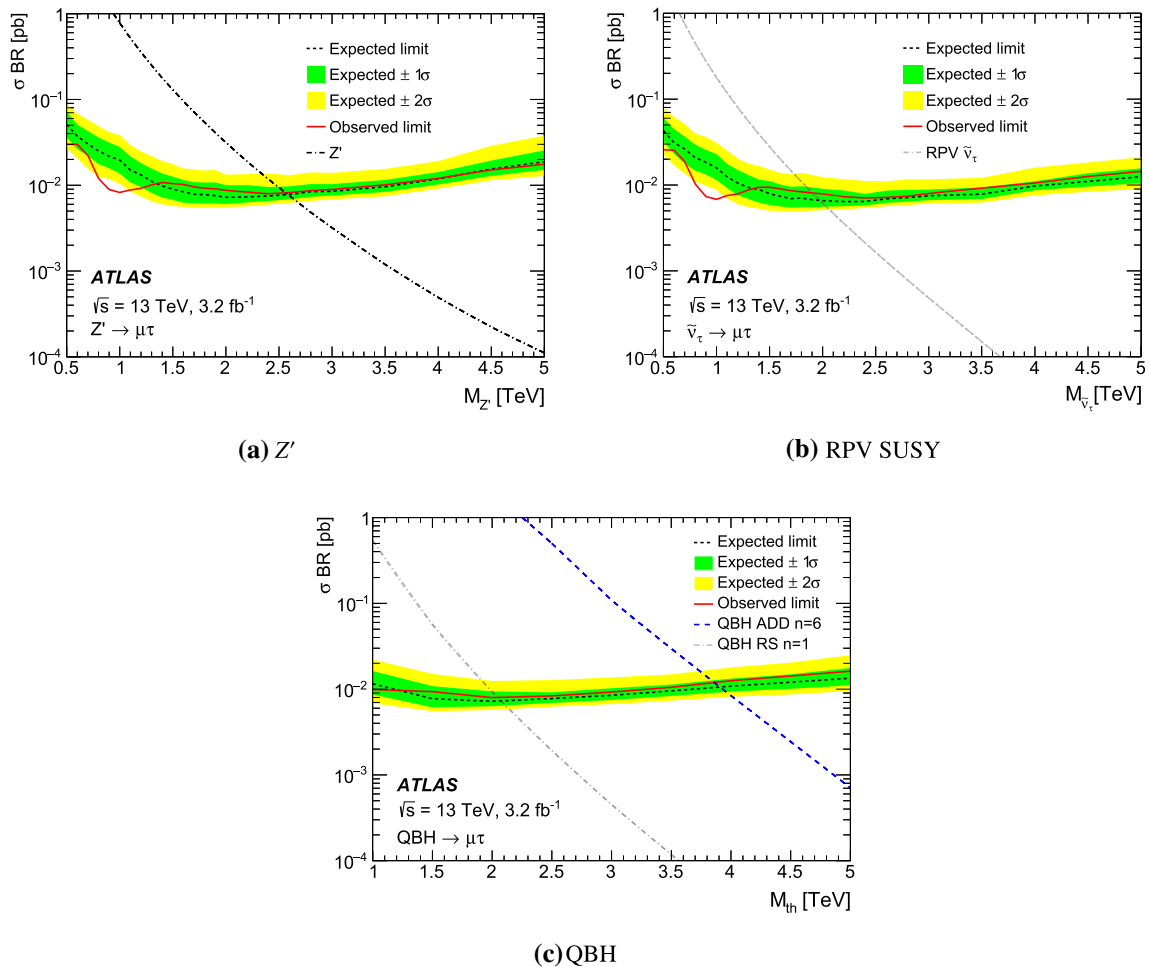 σ BR [pb]
1
10⁻¹
10⁻²
10⁻³
10⁻⁴
Expected limit
Expected ± 1σ
Expected ± 2σ
Observed limit
Z'
ATLAS
√s = 13 TeV, 3.2 fb⁻¹
Z' → μτ
0.5 1 1.5 2 2.5 3 3.5 4 4.5 5
M_Z' [TeV]
(a) Z′
σ BR [pb]
1
10⁻¹
10⁻²
10⁻³
10⁻⁴
Expected limit
Expected ± 1σ
Expected ± 2σ
Observed limit
RPV ν̃_τ
ATLAS
√s = 13 TeV, 3.2 fb⁻¹
ν̃_τ → μτ
0.5 1 1.5 2 2.5 3 3.5 4 4.5 5
M_ν̃_τ [TeV]
(b) RPV SUSY
σ BR [pb]
1
10⁻¹
10⁻²
10⁻³
10⁻⁴
Expected limit
Expected ± 1σ
Expected ± 2σ
Observed limit
QBH ADD n=6
QBH RS n=1
ATLAS
√s = 13 TeV, 3.2 fb⁻¹
QBH → μτ
1 1.5 2 2.5 3 3.5 4 4.5 5
M_th [TeV]
(c) QBH